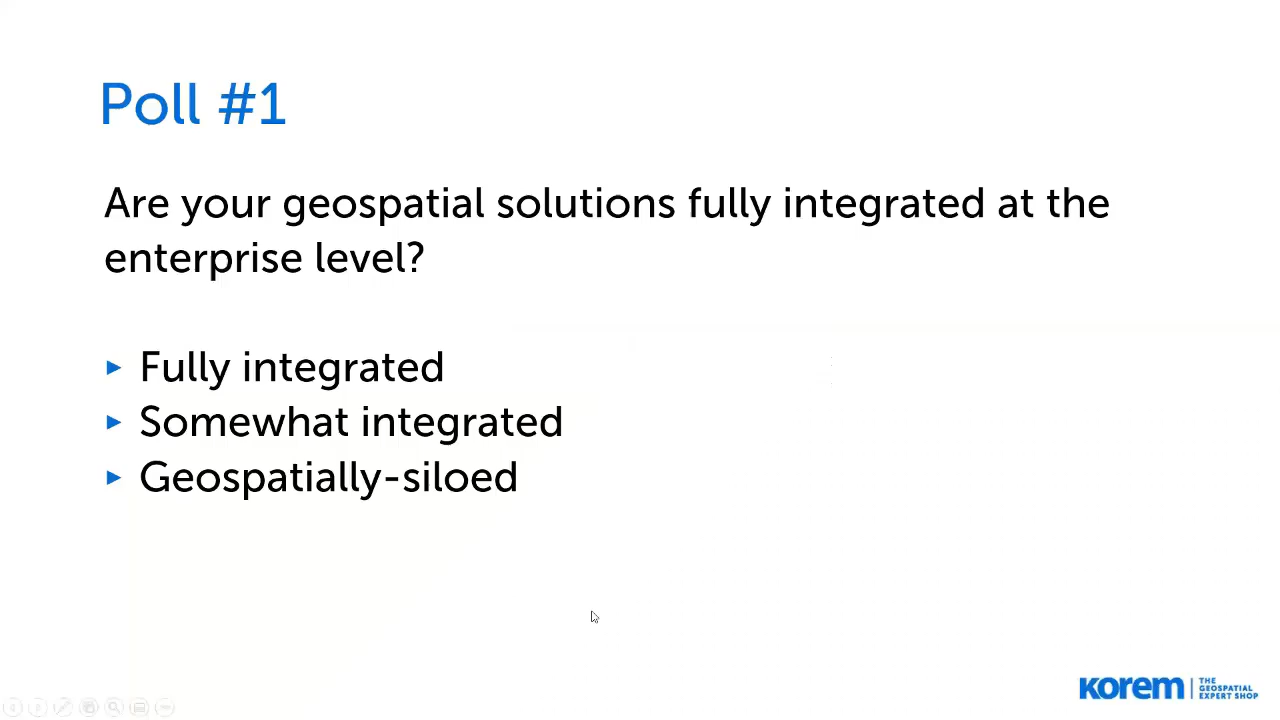 Poll #1
Are your geospatial solutions fully integrated at the
enterprise level?
▸ Fully integrated
▸ Somewhat integrated
▸ Geospatially-siloed
korem
THE
GEOSPATIAL
EXPERT SHOP